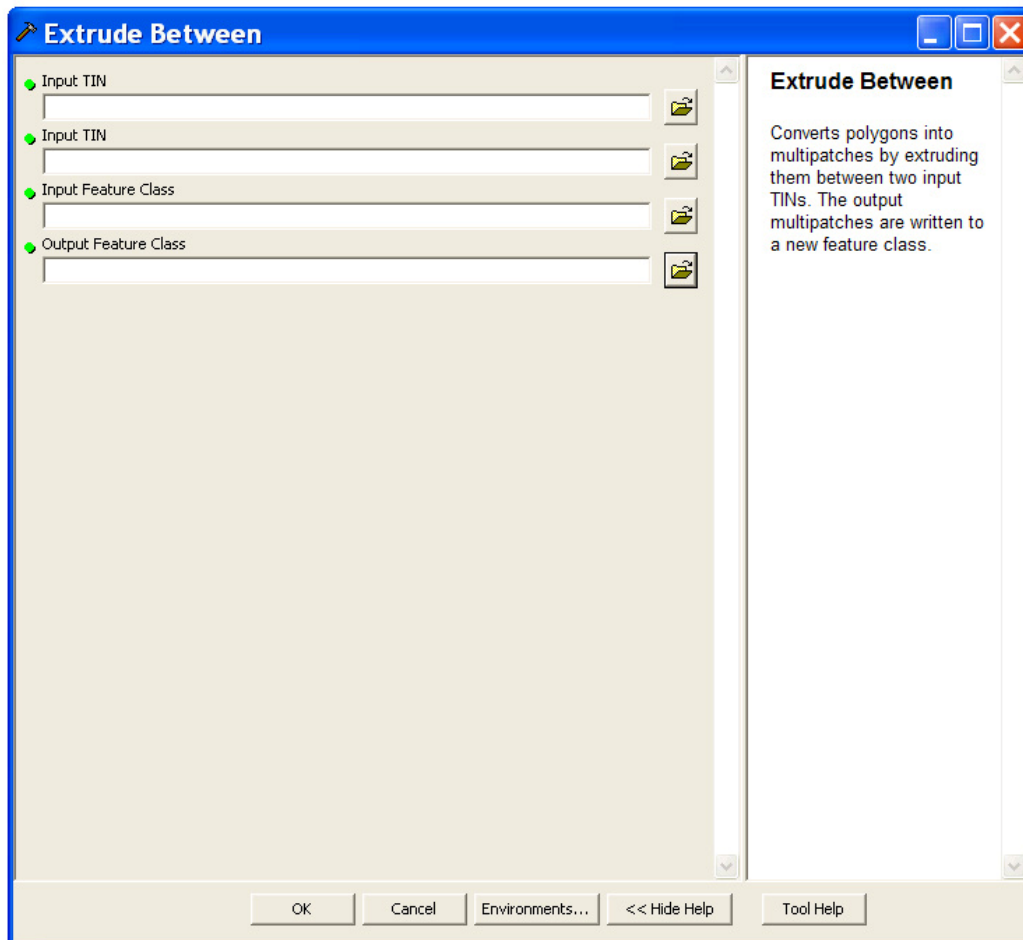 Extrude Between
Input TIN
Input TIN
Input Feature Class
Output Feature Class
Extrude Between
Converts polygons into
multipatches by extruding
them between two input
TINs. The output
multipatches are written to
a new feature class.
OK
Cancel
Environments...
<< Hide Help
Tool Help